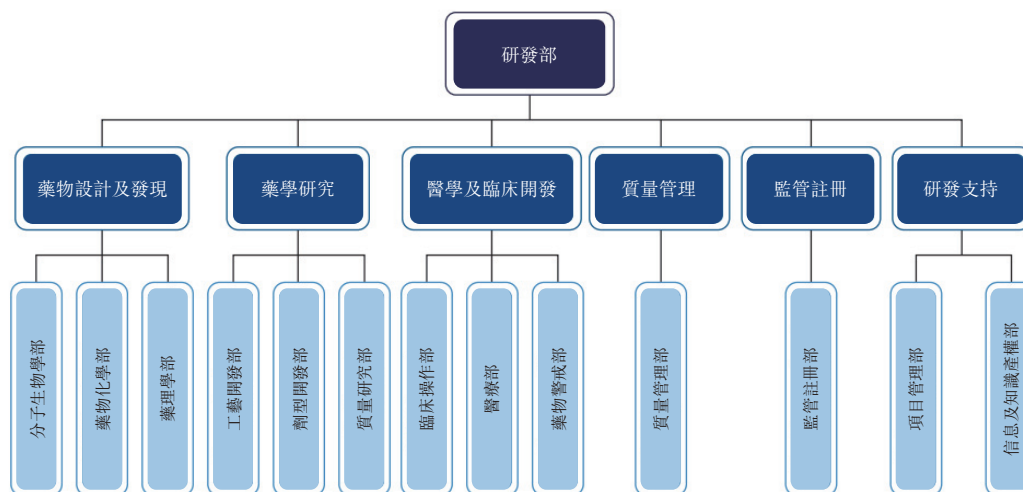 研發部
藥物設計及發現
藥學研究
醫學及臨床開發
質量管理
監管註冊
研發支持
分子生物學部
藥物化學部
藥理學部
工藝開發部
劑型開發部
質量研究部
臨床操作部
醫療部
藥物警戒部
質量管理部
監管註冊部
項目管理部
信息及知識產權部